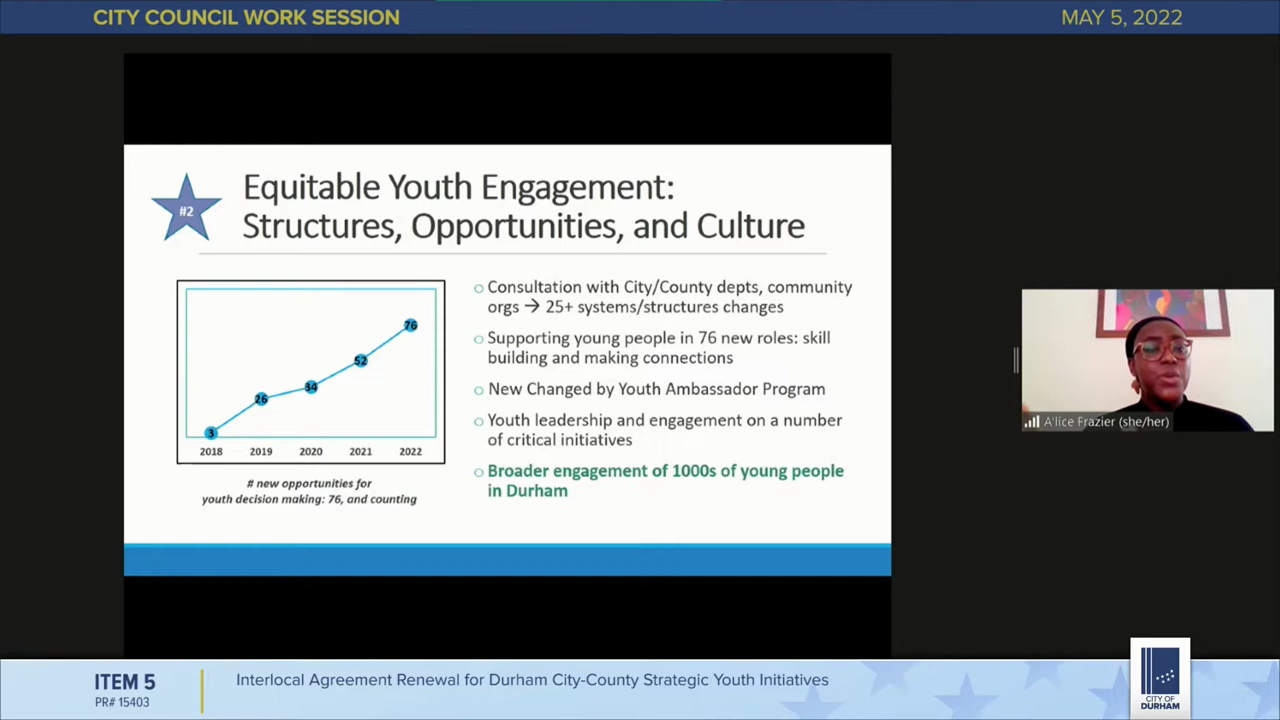 CITY COUNCIL WORK SESSION
MAY 5, 2022
#2
Equitable Youth Engagement:
Structures, Opportunities, and Culture
76
52
34
26
3
2018 2019 2020 2021 2022
# new opportunities for
youth decision making: 76, and counting
Consultation with City/County depts, community
orgs → 25+ systems/structures changes
Supporting young people in 76 new roles: skill
building and making connections
New Changed by Youth Ambassador Program
Youth leadership and engagement on a number
of critical initiatives
Broader engagement of 1000s of young people
in Durham
A'lice Frazier (she/her)
ITEM 5
PR# 15403
Interlocal Agreement Renewal for Durham City-County Strategic Youth Initiatives
CITY OF
DURHAM